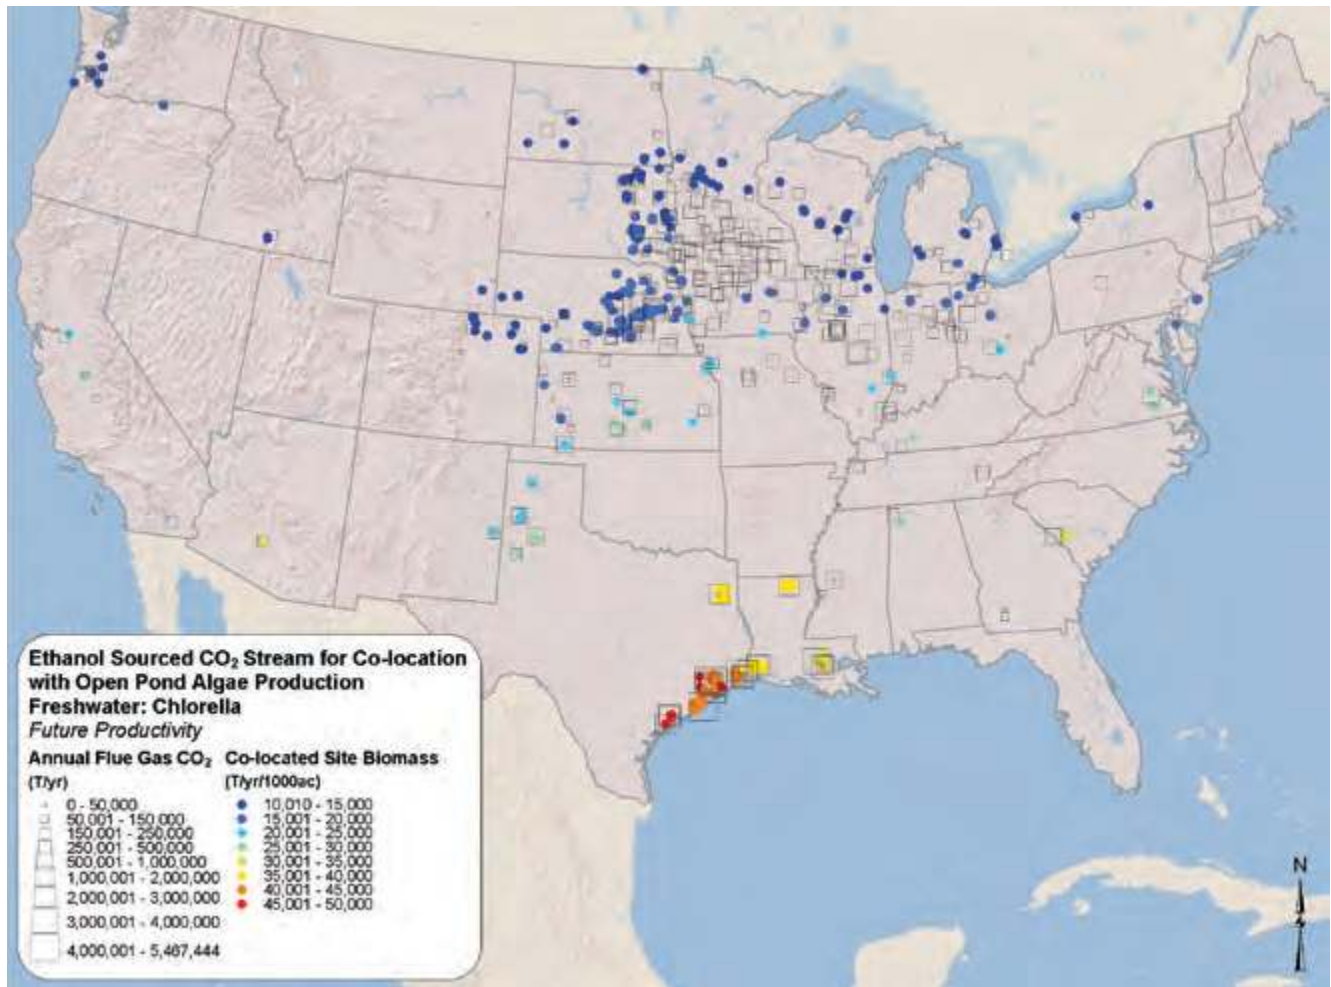 Ethanol Sourced CO₂ Stream for Co-location
with Open Pond Algae Production
Freshwater: Chlorella
Future Productivity
Annual Flue Gas CO₂ Co-located Site Biomass
(T/yr) (T/yr/1000ac)
0 - 50,000 10,010 - 15,000
50,001 - 150,000 15,001 - 20,000
150,001 - 250,000 20,001 - 25,000
250,001 - 500,000 25,001 - 30,000
500,001 - 1,000,000 30,001 - 35,000
1,000,001 - 2,000,000 35,001 - 40,000
2,000,001 - 3,000,000 40,001 - 45,000
3,000,001 - 4,000,000 45,001 - 50,000
4,000,001 - 5,467,444
N